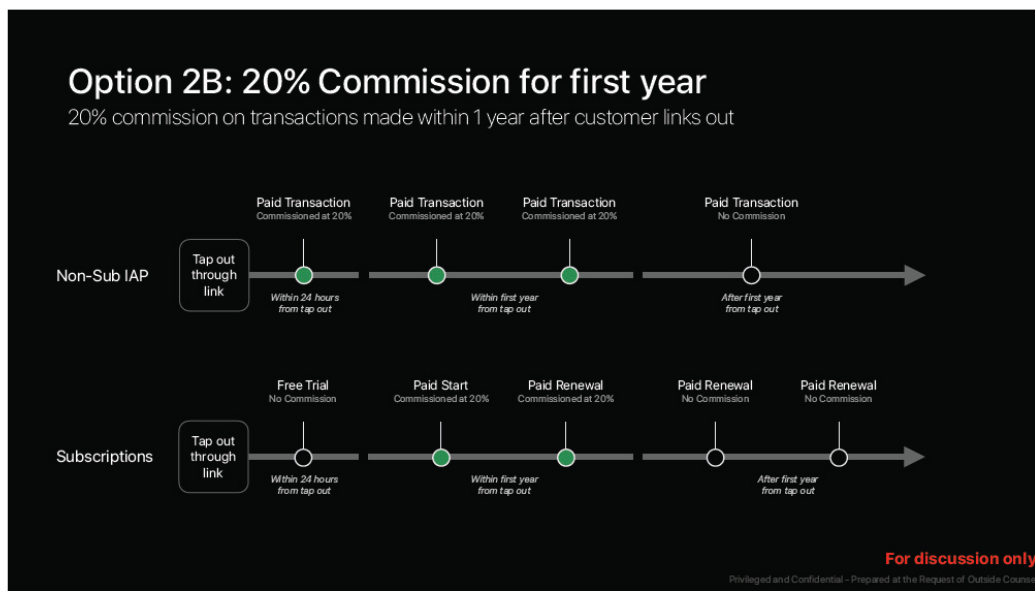 Option 2B: 20% Commission for first year
20% commission on transactions made within 1 year after customer links out
Paid Transaction
Commissioned at 20%
Paid Transaction
Commissioned at 20%
Paid Transaction
Commissioned at 20%
Paid Transaction
No Commission
Non-Sub IAP
Tap out
through
link
Within 24 hours
from tap out
Within first year
from tap out
After first year
from tap out
Free Trial
No Commission
Paid Start
Commissioned at 20%
Paid Renewal
Commissioned at 20%
Paid Renewal
No Commission
Paid Renewal
No Commission
Subscriptions
Tap out
through
link
Within 24 hours
from tap out
Within first year
from tap out
After first year
from tap out
For discussion only
Privileged and Confidential - Prepared at the Request of Outside Counse